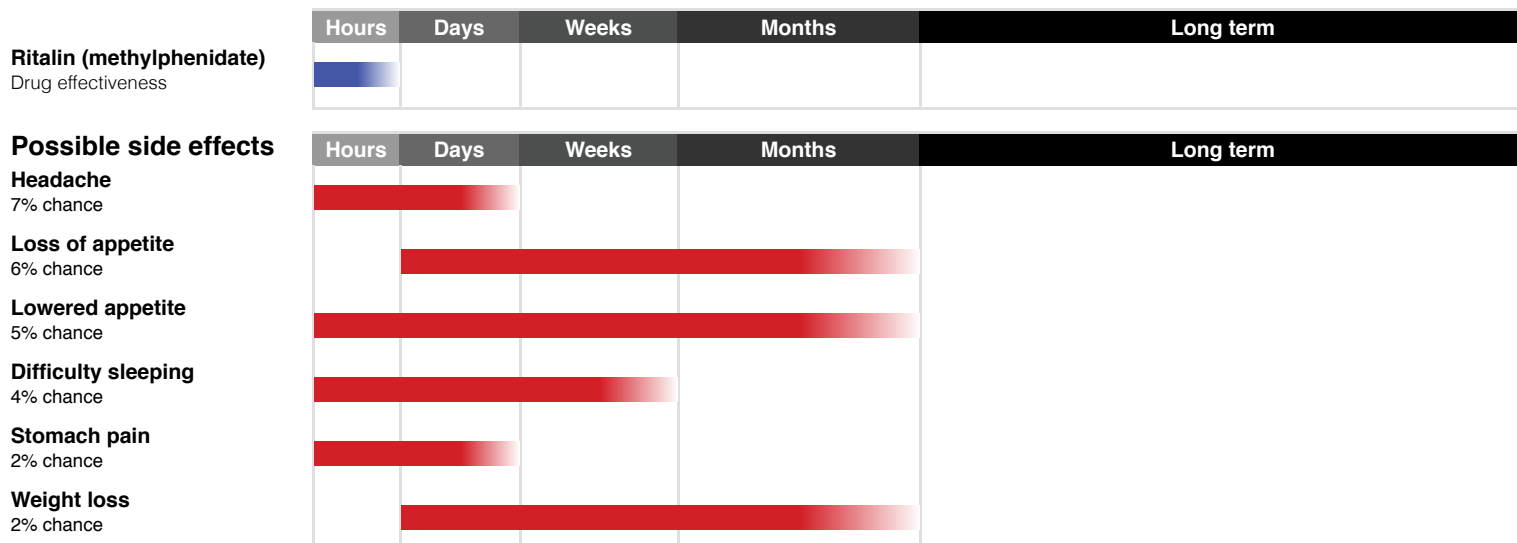 Hours Days Weeks Months Long term
Ritalin (methylphenidate)
Drug effectiveness
Possible side effects Hours Days Weeks Months Long term
Headache
7% chance
Loss of appetite
6% chance
Lowered appetite
5% chance
Difficulty sleeping
4% chance
Stomach pain
2% chance
Weight loss
2% chance